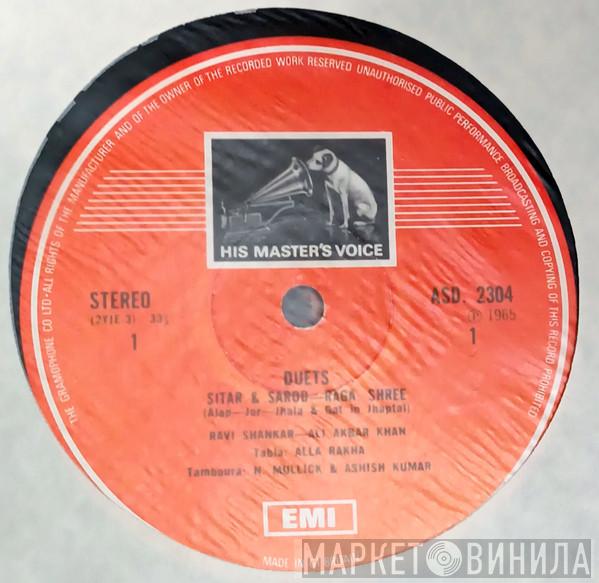 THE GRAMOPHONE CO LTD·ALL RIGHTS OF THE MANUFACTURER AND OF THE OWNER OF THE RECORDED WORK RESERVED UNAUTHORISED PUBLIC PERFORMANCE BROADCASTING AND COPYING OF THIS RECORD PROHIBITED
HIS MASTER'S VOICE
STEREO
ASD. 2304
(2YIE 3) 33⅓
Ⓟ 1965
1
1
DUETS
SITAR & SAROD—RAGA SHREE
(Alap—Jor—Jhala & Gat in Jhaptal)
RAVI SHANKAR—ALI AKBAR KHAN
Tabla: ALLA RAKHA
Tamboura: N. MULLICK & ASHISH KUMAR
EMI
MADE IN
МАРКЕТ ВИНИЛА